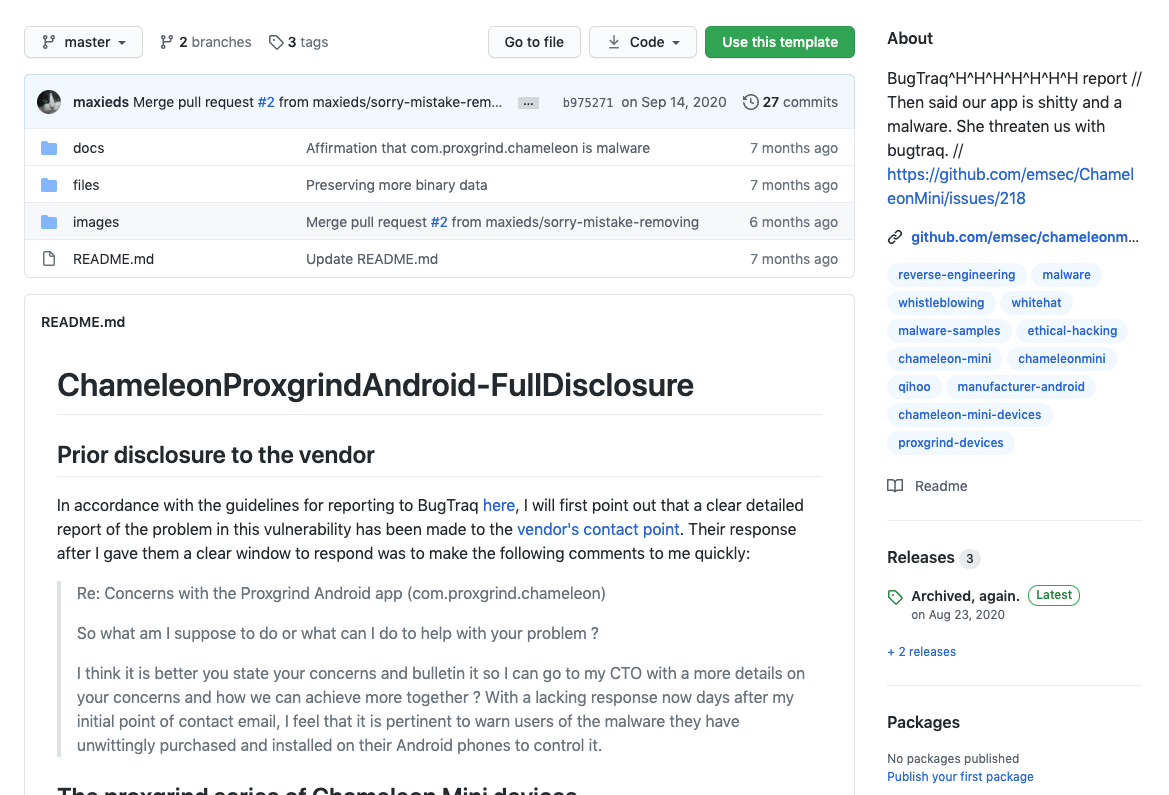 master
2 branches
3 tags
Go to file
Code
Use this template
maxieds Merge pull request #2 from maxieds/sorry-mistake-rem... ... b975271 on Sep 14, 2020 27 commits
docs Affirmation that com.proxgrind.chameleon is malware 7 months ago
files Preserving more binary data 7 months ago
images Merge pull request #2 from maxieds/sorry-mistake-removing 6 months ago
README.md Update README.md 7 months ago
README.md
ChameleonProxgrindAndroid-FullDisclosure
Prior disclosure to the vendor
In accordance with the guidelines for reporting to BugTraq here, I will first point out that a clear detailed
report of the problem in this vulnerability has been made to the vendor's contact point. Their response
after I gave them a clear window to respond was to make the following comments to me quickly:
Re: Concerns with the Proxgrind Android app (com.proxgrind.chameleon)
So what am I suppose to do or what can I do to help with your problem ?
I think it is better you state your concerns and bulletin it so I can go to my CTO with a more details on
your concerns and how we can achieve more together ? With a lacking response now days after my
initial point of contact email, I feel that it is pertinent to warn users of the malware they have
unwittingly purchased and installed on their Android phones to control it.
The proxgrind series of Chameleon Mini devices
About
BugTraq^H^H^H^H^H^H^H report //
Then said our app is shitty and a
malware. She threaten us with
bugtraq. //
https://github.com/emsec/Chamel
eonMini/issues/218
github.com/emsec/chameleonm...
reverse-engineering malware
whistleblowing whitehat
malware-samples ethical-hacking
chameleon-mini chameleonmini
qihoo manufacturer-android
chameleon-mini-devices
proxgrind-devices
Readme
Releases 3
Archived, again. Latest
on Aug 23, 2020
+ 2 releases
Packages
No packages published
Publish your first package